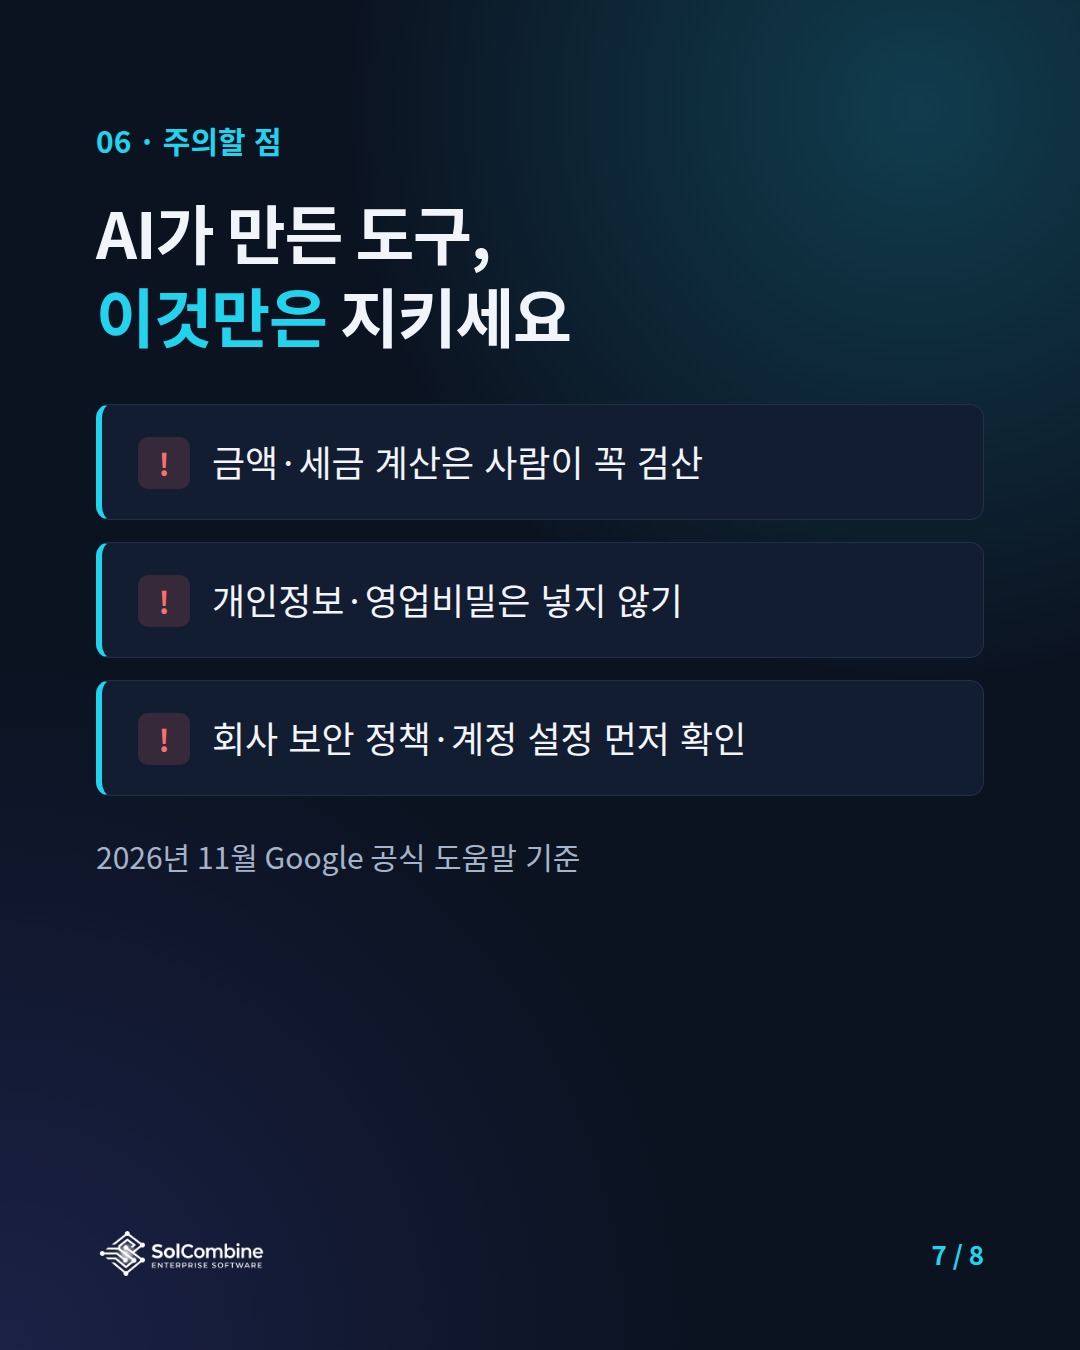 06 · 주의할 점
AI가 만든 도구,
이것만은 지키세요
! 금액·세금 계산은 사람이 꼭 검산
! 개인정보·영업비밀은 넣지 않기
! 회사 보안 정책·계정 설정 먼저 확인
2026년 11월 Google 공식 도움말 기준
SolCombine
ENTERPRISE SOFTWARE
7 / 8